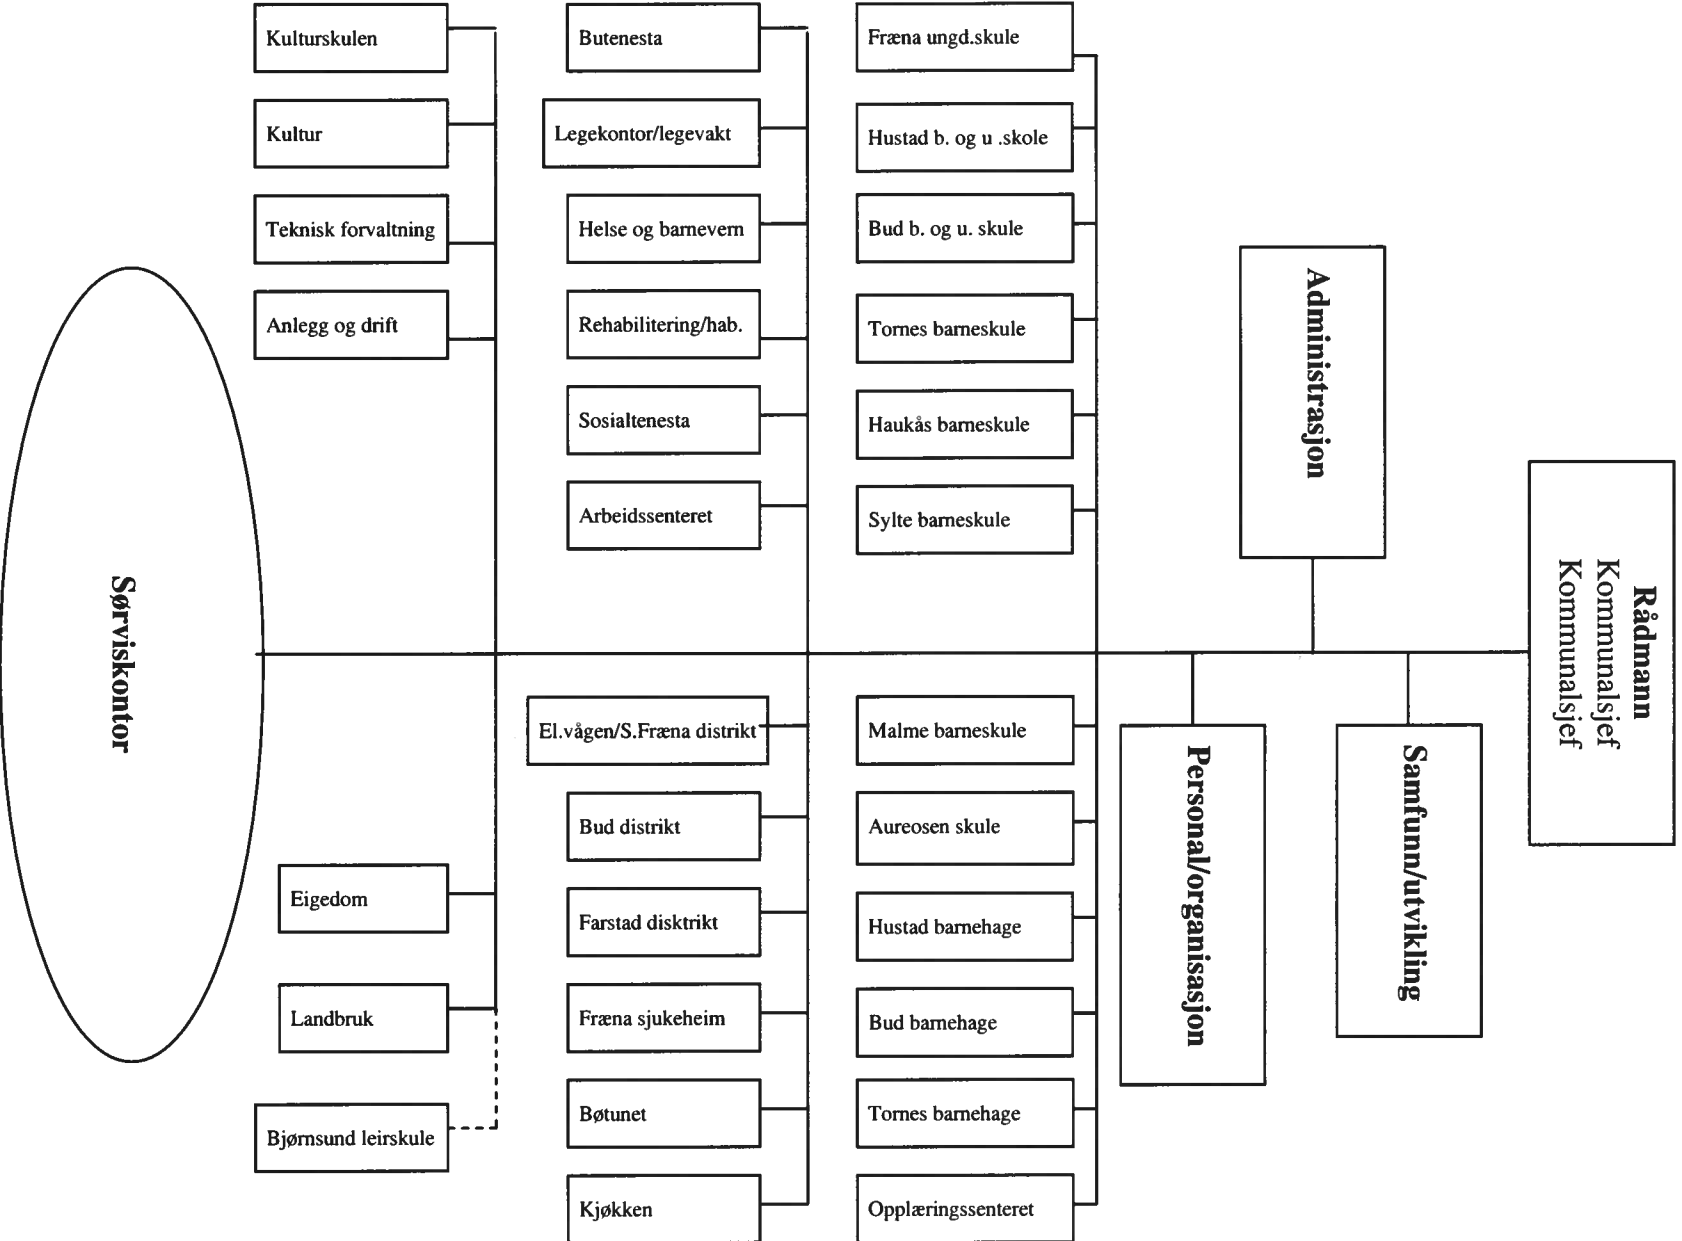 Rådmann
Kommunalsjef
Kommunalsjef
Administrasjon
Samfunn/utvikling
Personal/organisasjon
Fræna ungd.skule
Hustad b. og u .skole
Bud b. og u. skule
Tornes barneskule
Haukås barneskule
Sylte barneskule
Malme barneskule
Aureosen skule
Hustad barnehage
Bud barnehage
Tornes barnehage
Opplæringssenteret
Butenesta
Legekontor/legevakt
Helse og barnevern
Rehabilitering/hab.
Sosialtenesta
Arbeidssenteret
El.vågen/S.Fræna distrikt
Bud distrikt
Farstad disktrikt
Fræna sjukeheim
Bøtunet
Kjøkken
Kulturskulen
Kultur
Teknisk forvaltning
Anlegg og drift
Eigedom
Landbruk
Bjørnsund leirskule
Sørviskontor